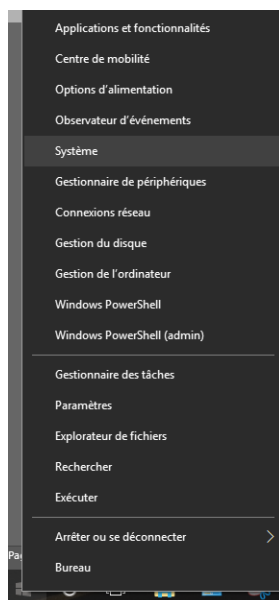 Applications et fonctionnalités
Centre de mobilité
Options d’alimentation
Observateur d’événements
Système
Gestionnaire de périphériques
Connexions réseau
Gestion du disque
Gestion de l’ordinateur
Windows PowerShell
Windows PowerShell (admin)
Gestionnaire des tâches
Paramètres
Explorateur de fichiers
Rechercher
Exécuter
Arrêter ou se déconnecter
Bureau